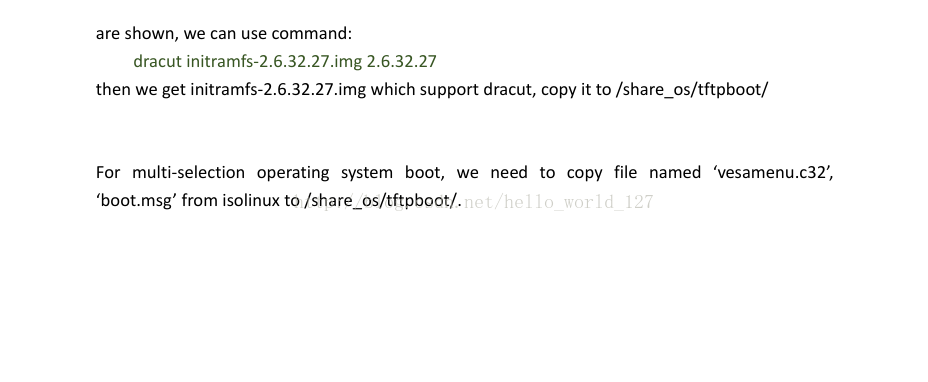 are shown, we can use command:
dracut initramfs-2.6.32.27.img 2.6.32.27
then we get initramfs-2.6.32.27.img which support dracut, copy it to /share_os/tftpboot/
For multi-selection operating system boot, we need to copy file named ‘vesamenu.c32’,
‘boot.msg’ from isolinux to /share_os/tftpboot/.
net/hello_world_127